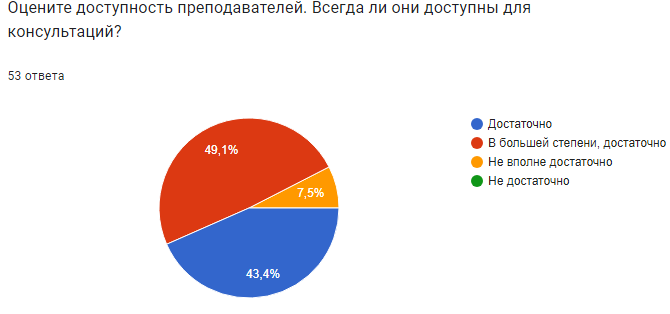 Оцените доступность преподавателей. Всегда ли они доступны для
консультаций?
53 ответа
49,1%
7,5%
43,4%
Достаточно
В большей степени, достаточно
Не вполне достаточно
Не достаточно